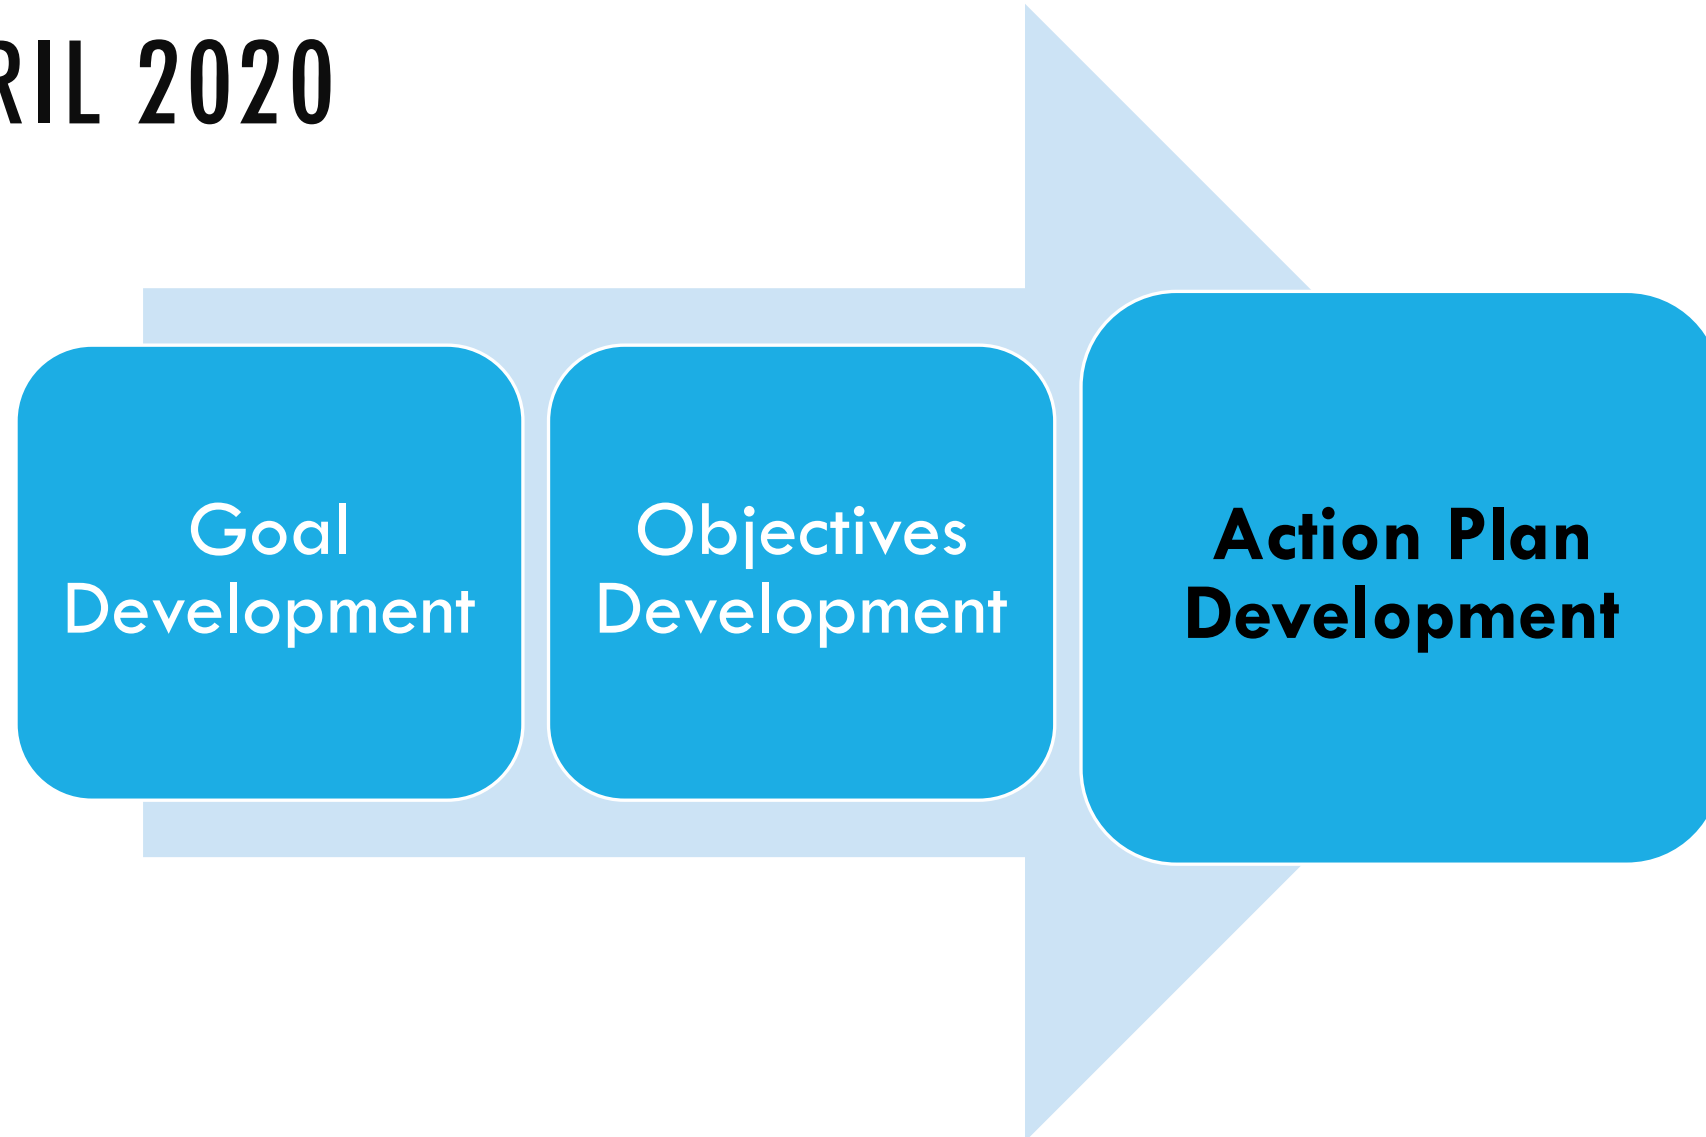 RIL 2020
Goal
Development
Objectives
Development
Action Plan
Development